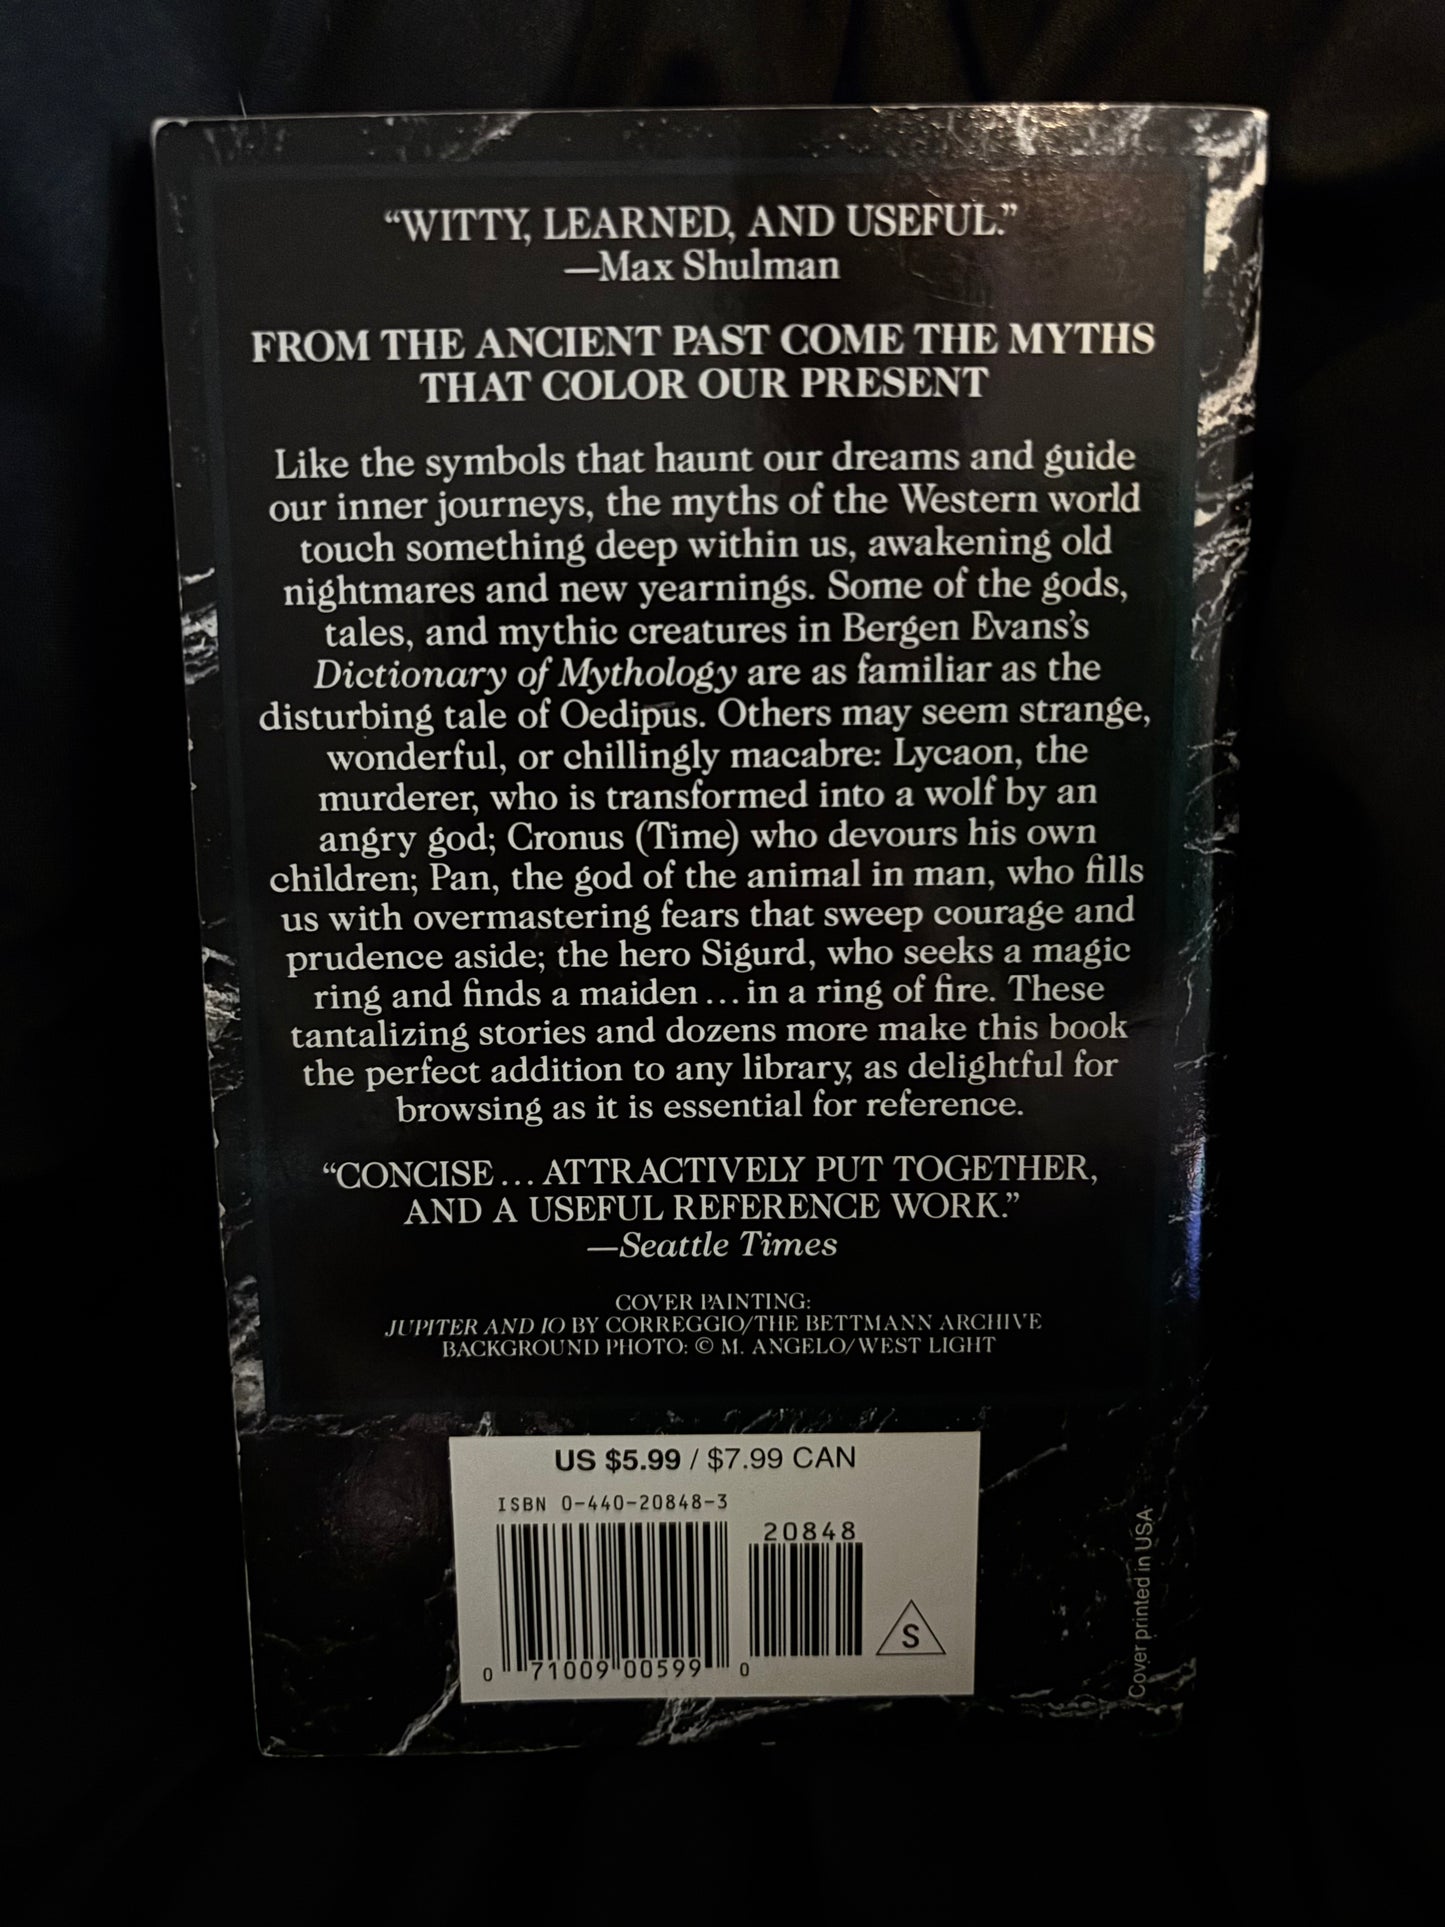 “WITTY, LEARNED, AND USEFUL.”
—Max Shulman
FROM THE ANCIENT PAST COME THE MYTHS
THAT COLOR OUR PRESENT
Like the symbols that haunt our dreams and guide
our inner journeys, the myths of the Western world
touch something deep within us, awakening old
nightmares and new yearnings. Some of the gods,
tales, and mythic creatures in Bergen Evans’s
Dictionary of Mythology are as familiar as the
disturbing tale of Oedipus. Others may seem strange,
wonderful, or chillingly macabre: Lycaon, the
murderer, who is transformed into a wolf by an
angry god; Cronus (Time) who devours his own
children; Pan, the god of the animal in man, who fills
us with overmastering fears that sweep courage and
prudence aside; the hero Sigurd, who seeks a magic
ring and finds a maiden ... in a ring of fire. These
tantalizing stories and dozens more make this book
the perfect addition to any library, as delightful for
browsing as it is essential for reference.
“CONCISE ... ATTRACTIVELY PUT TOGETHER,
AND A USEFUL REFERENCE WORK.”
—Seattle Times
COVER PAINTING:
JUPITER AND IO BY CORREGGIO/THE BETTMANN ARCHIVE
BACKGROUND PHOTO: © M. ANGELO/WEST LIGHT
US $5.99 / $7.99 CAN
ISBN 0-440-20848-3
20848
0 71009 00599 0
S
Cover printed in USA